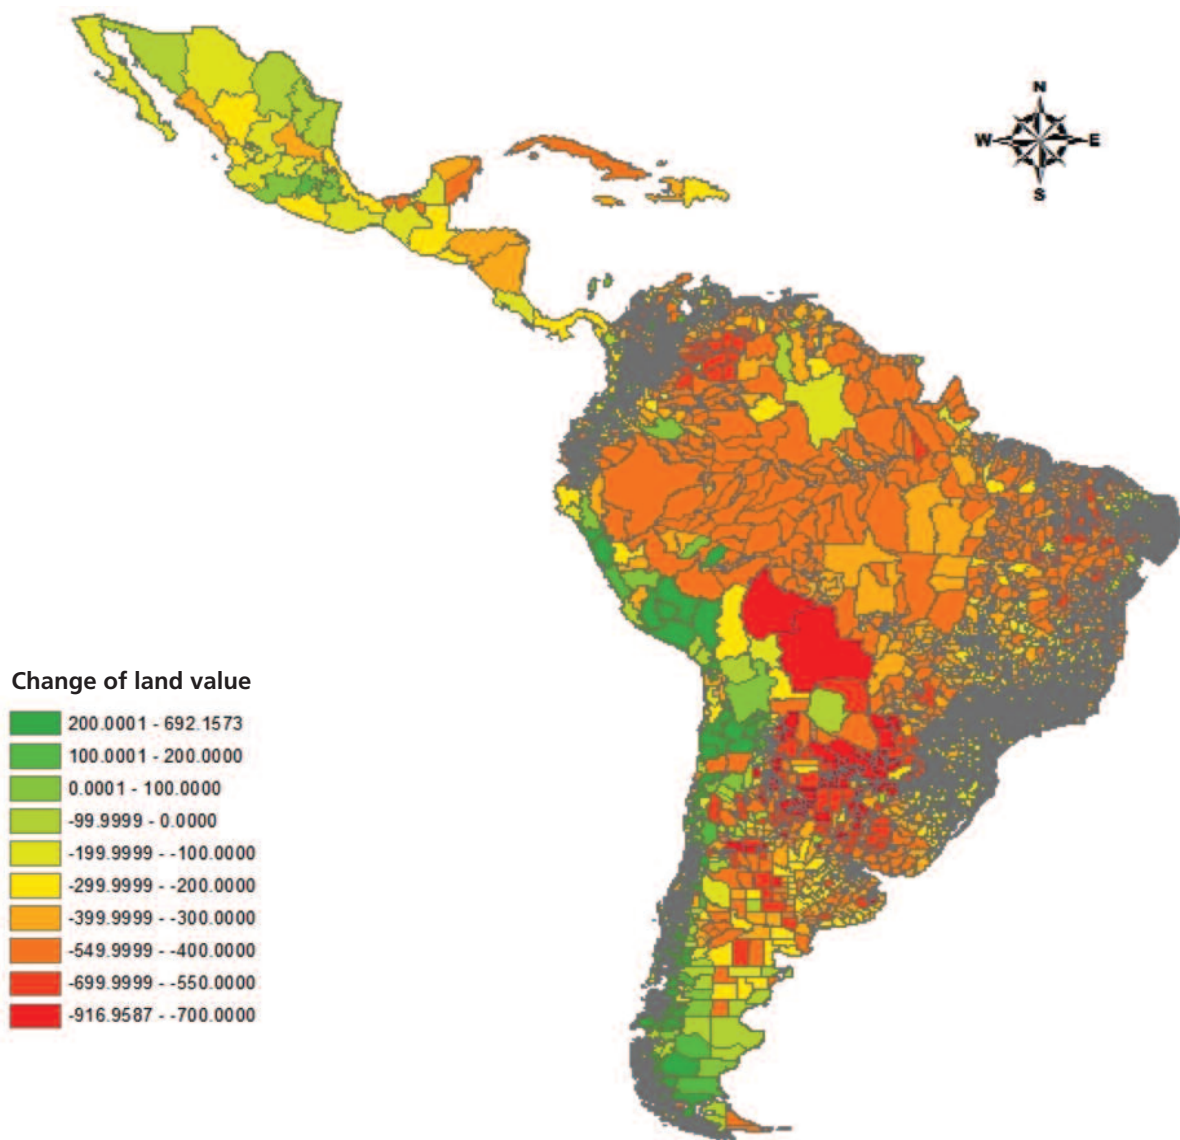 N
W E
S
Change of land value
200.0001 - 692.1573
100.0001 - 200.0000
0.0001 - 100.0000
-99.9999 - 0.0000
-199.9999 - -100.0000
-299.9999 - -200.0000
-399.9999 - -300.0000
-549.9999 - -400.0000
-699.9999 - -550.0000
-916.9587 - -700.0000